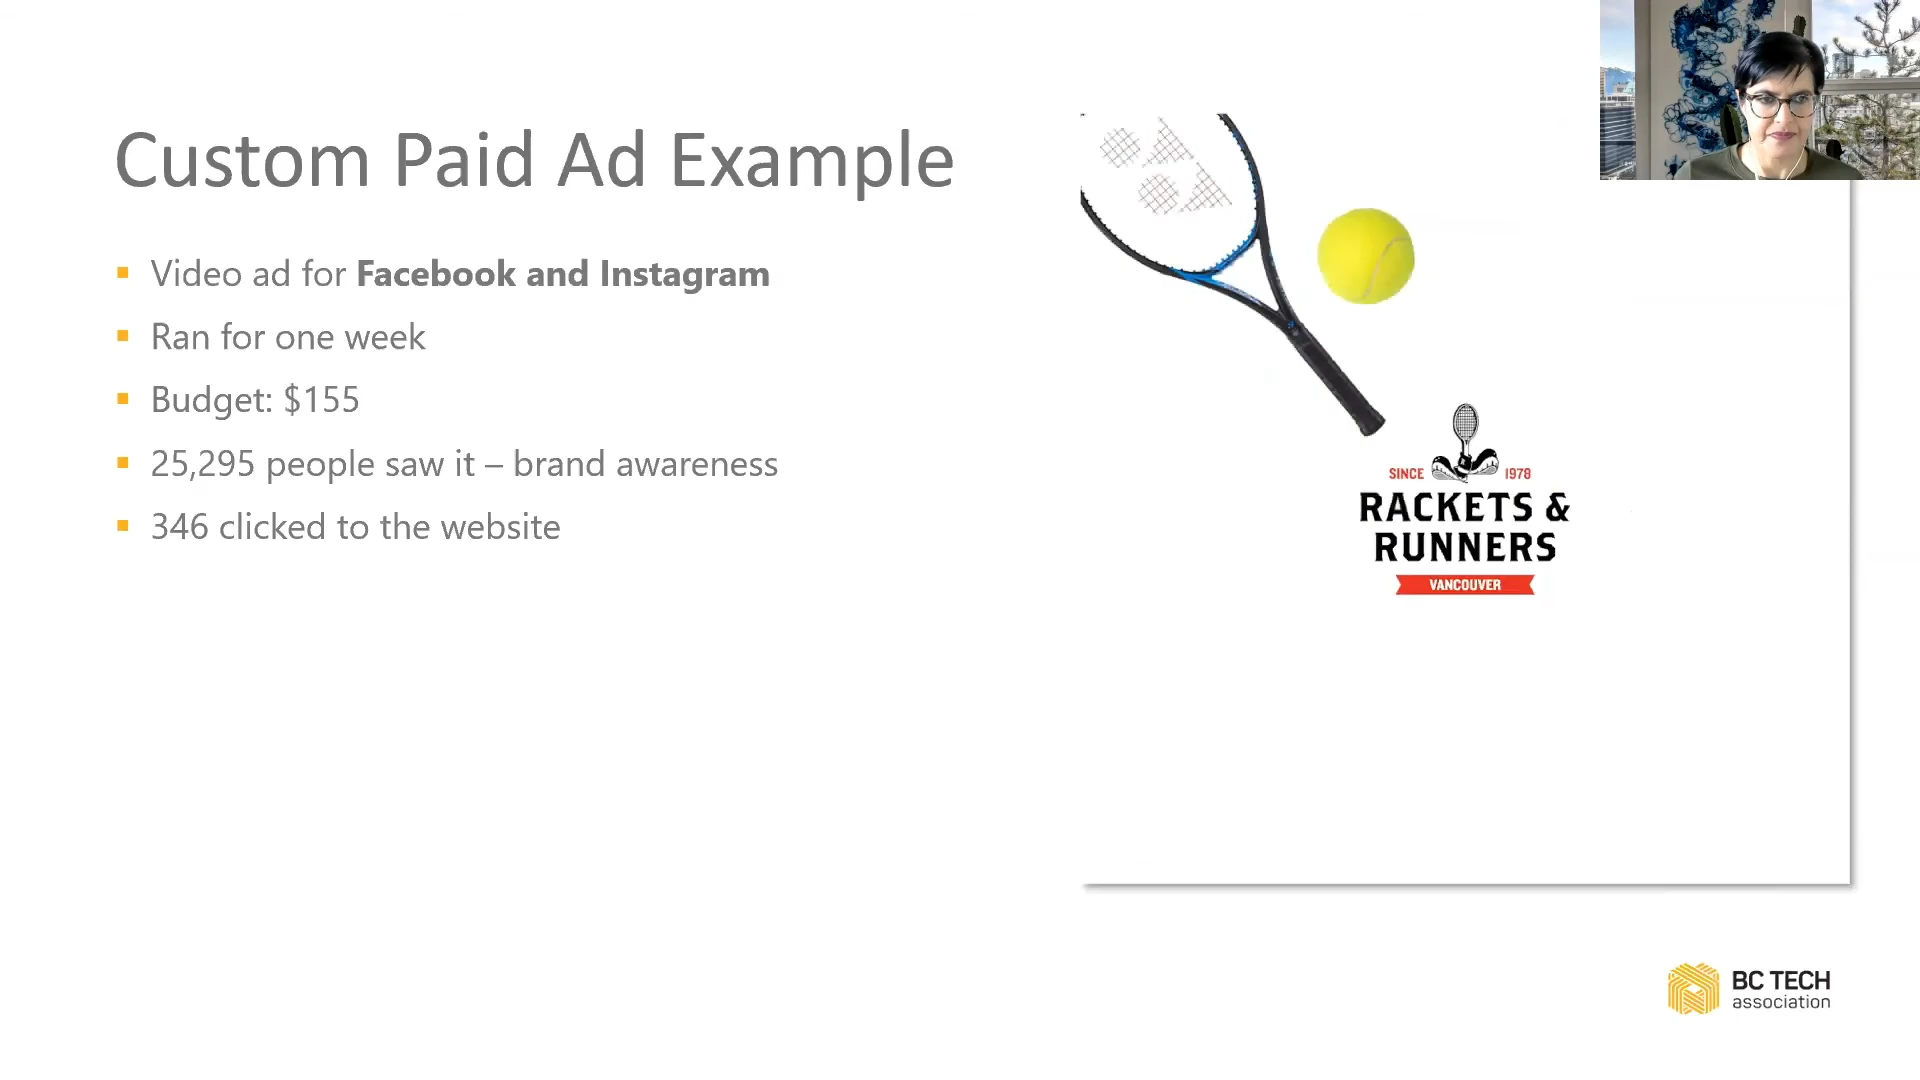 Custom Paid Ad Example
▪ Video ad for Facebook and Instagram
▪ Ran for one week
▪ Budget: $155
▪ 25,295 people saw it – brand awareness
▪ 346 clicked to the website
SINCE 1978
RACKETS &
RUNNERS
VANCOUVER
BC TECH
association